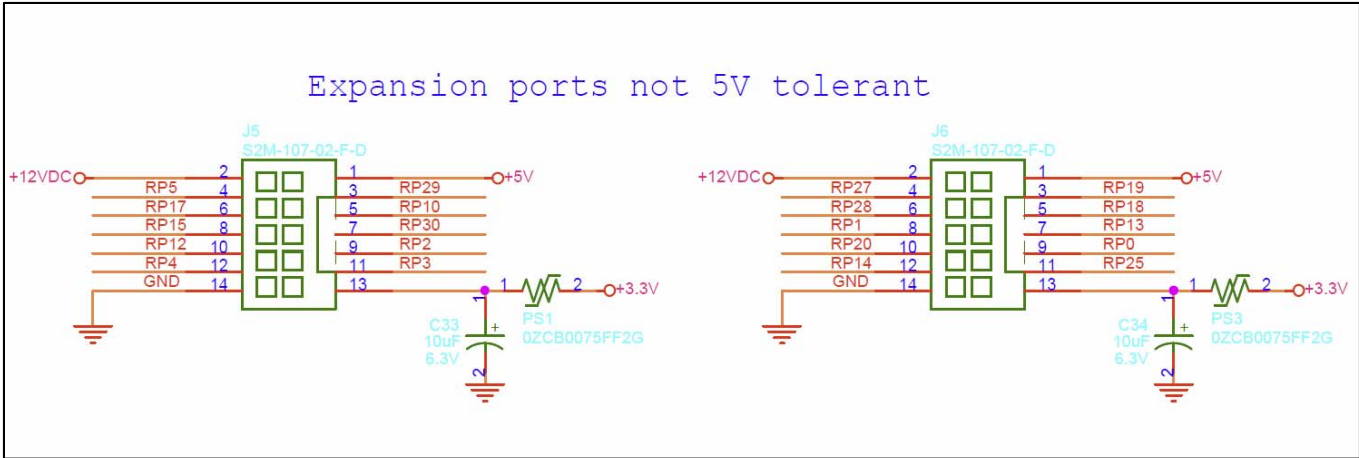 Expansion ports not 5V tolerant
J5
S2M-107-02-F-D
+12VDC 2 1 +5V
RP5 4 3 RP29
RP17 6 5 RP10
RP15 8 7 RP30
RP12 10 9 RP2
RP4 12 11 RP3
GND 14 13 1 2 +3.3V
PS1
0ZCB0075FF2G
1
C33 +
10uF
6.3V
2
J6
S2M-107-02-F-D
+12VDC 2 1 +5V
RP27 4 3 RP19
RP28 6 5 RP18
RP1 8 7 RP13
RP20 10 9 RP0
RP14 12 11 RP25
GND 14 13 1 2 +3.3V
PS3
0ZCB0075FF2G
1
C34 +
10uF
6.3V
2